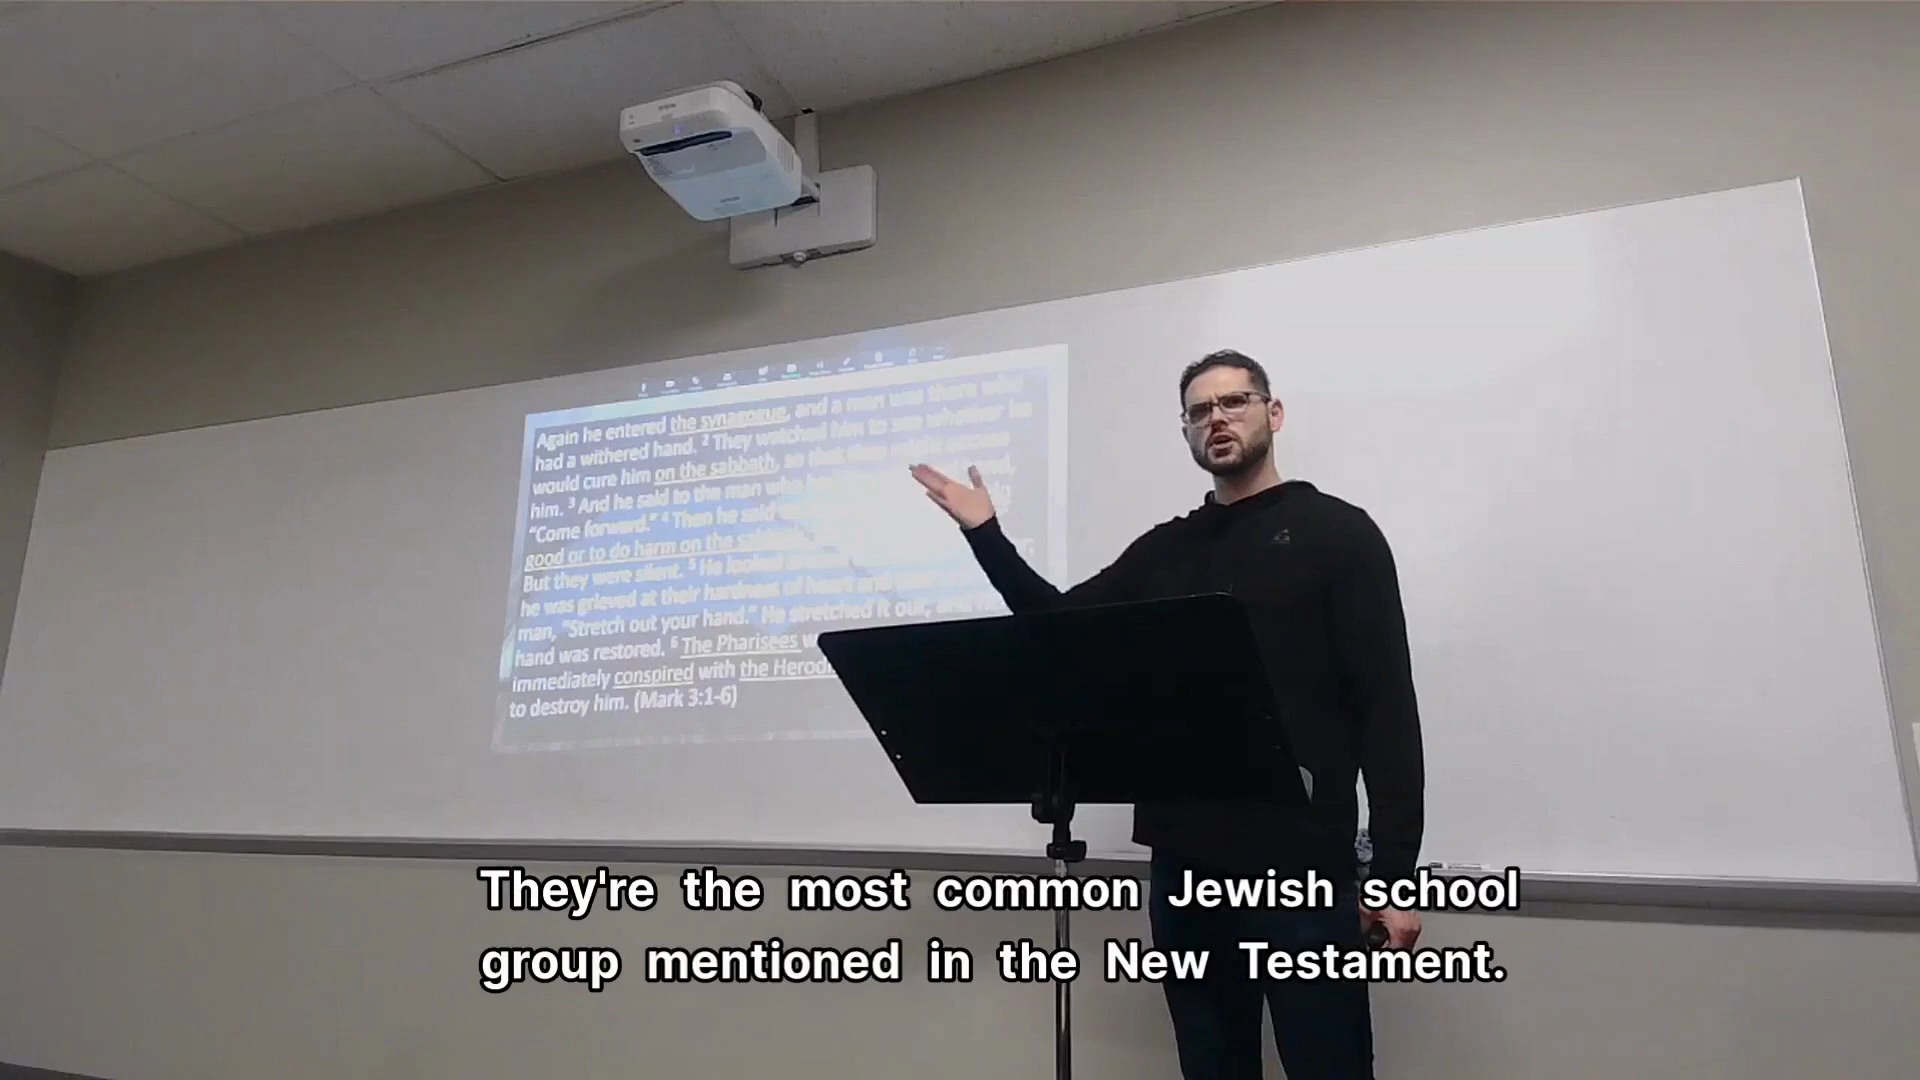 Again he entered the synagogue, and a man was there who
had a withered hand. 2 They watched him to see whether he
would cure him on the sabbath, so that they might accuse
him. 3 And he said to the man who
"Come forward." 4 Then he said
good or to do harm on the
But they were silent. 5 He looked
he was grieved at their hardness of heart and
man, "Stretch out your hand." He stretched it out, and
hand was restored. 6 The Pharisees
immediately conspired with the
to destroy him. (Mark 3:1-6)
They're the most common Jewish school
group mentioned in the New Testament.